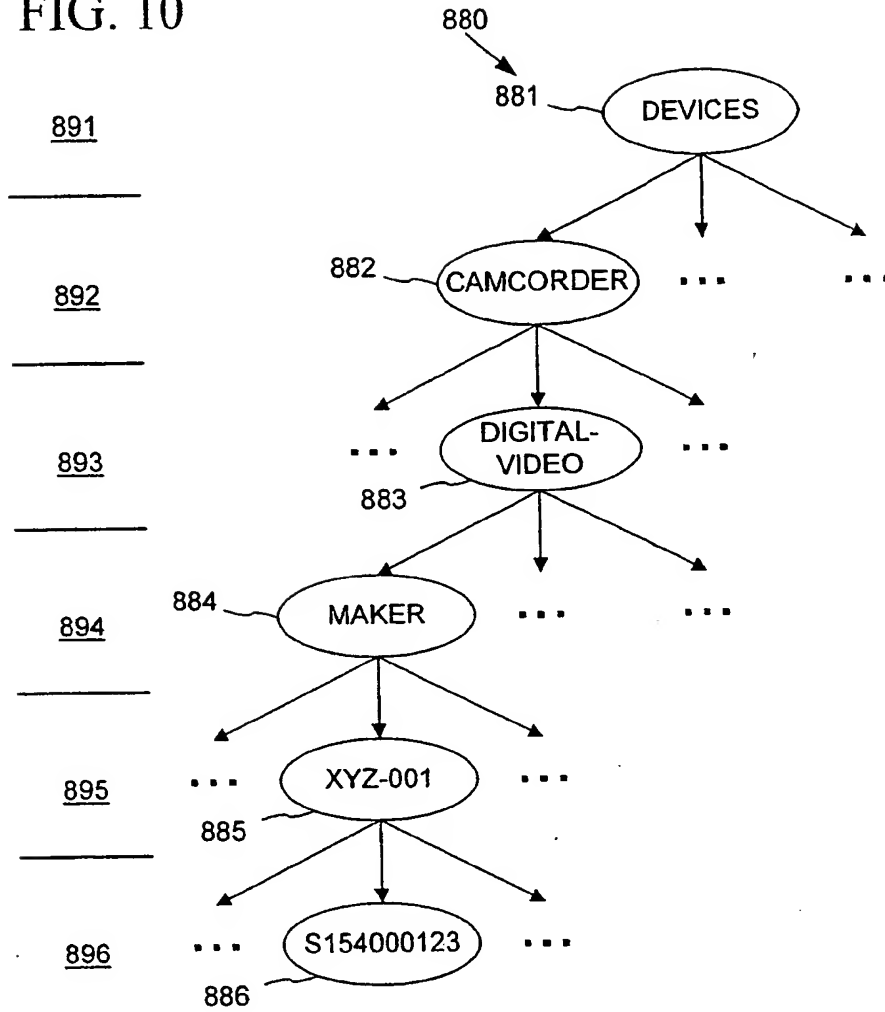 FIG. 10
880
881 DEVICES
891
882 CAMCORDER ... ...
892
... DIGITAL- ...
VIDEO
893
883
884 MAKER ... ...
894
... XYZ-001 ...
895
885
... S154000123 ...
896
886